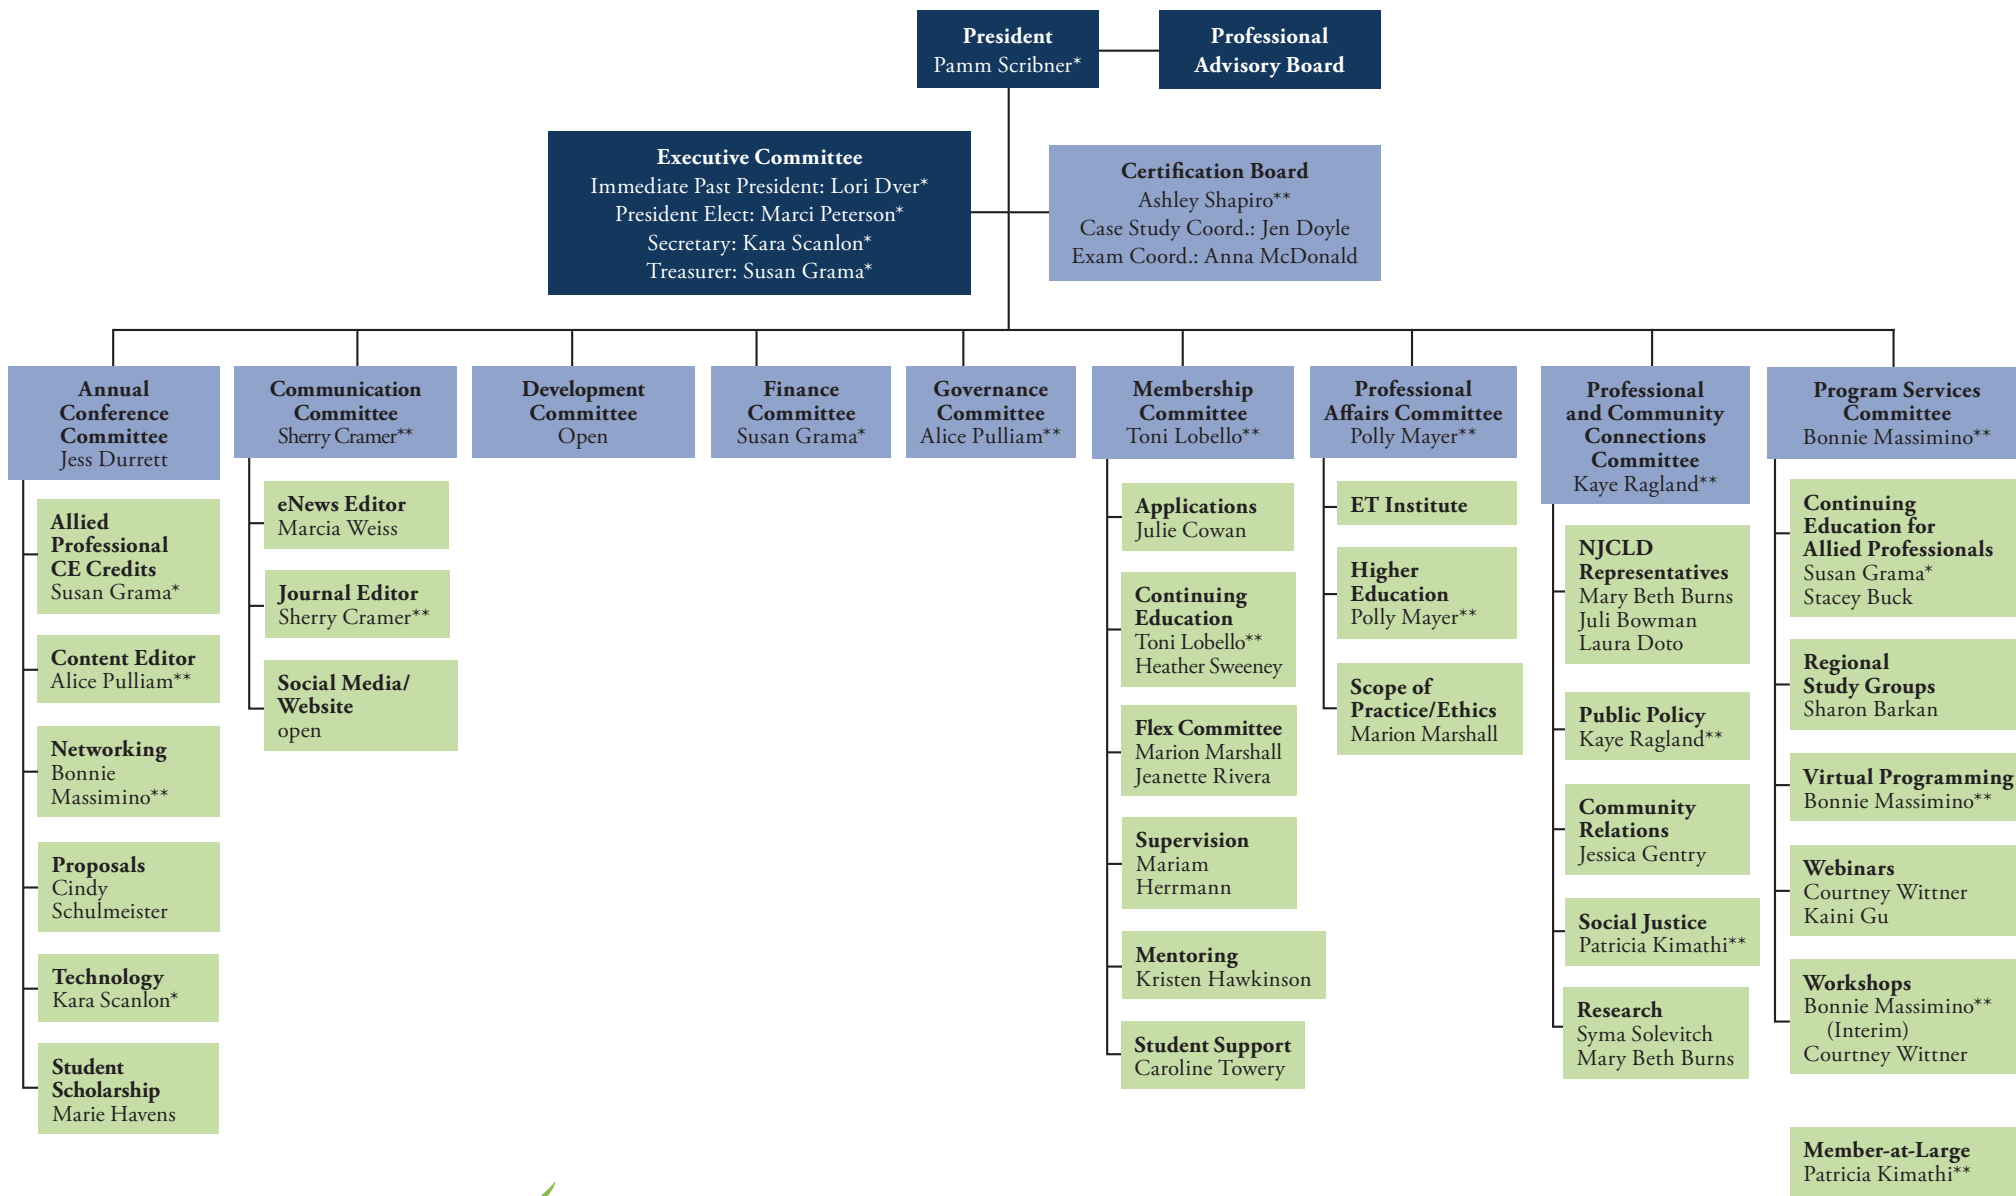 President
Pamm Scribner*
Professional
Advisory Board
Executive Committee
Immediate Past President: Lori Dver*
President Elect: Marci Peterson*
Secretary: Kara Scanlon*
Treasurer: Susan Grama*
Certification Board
Ashley Shapiro**
Case Study Coord.: Jen Doyle
Exam Coord.: Anna McDonald
Annual
Conference
Committee
Jess Durrett
Allied
Professional
CE Credits
Susan Grama*
Content Editor
Alice Pulliam**
Networking
Bonnie
Massimino**
Proposals
Cindy
Schulmeister
Technology
Kara Scanlon*
Student
Scholarship
Marie Havens
Communication
Committee
Sherry Cramer**
eNews Editor
Marcia Weiss
Journal Editor
Sherry Cramer**
Social Media/
Website
open
Development
Committee
Open
Finance
Committee
Susan Grama*
Governance
Committee
Alice Pulliam**
Membership
Committee
Toni Lobello**
Applications
Julie Cowan
Continuing
Education
Toni Lobello**
Heather Sweeney
Flex Committee
Marion Marshall
Jeanette Rivera
Supervision
Mariam
Herrmann
Mentoring
Kristen Hawkinson
Student Support
Caroline Towery
Professional
Affairs Committee
Polly Mayer**
ET Institute
Higher
Education
Polly Mayer**
Scope of
Practice/Ethics
Marion Marshall
Professional
and Community
Connections
Committee
Kaye Ragland**
NJCLD
Representatives
Mary Beth Burns
Juli Bowman
Laura Doto
Public Policy
Kaye Ragland**
Community
Relations
Jessica Gentry
Social Justice
Patricia Kimathi**
Research
Syma Solevitch
Mary Beth Burns
Program Services
Committee
Bonnie Massimino**
Continuing
Education for
Allied Professionals
Susan Grama*
Stacey Buck
Regional
Study Groups
Sharon Barkan
Virtual Programming
Bonnie Massimino**
Webinars
Courtney Wittner
Kaini Gu
Workshops
Bonnie Massimino**
(Interim)
Courtney Wittner
Member-at-Large
Patricia Kimathi**